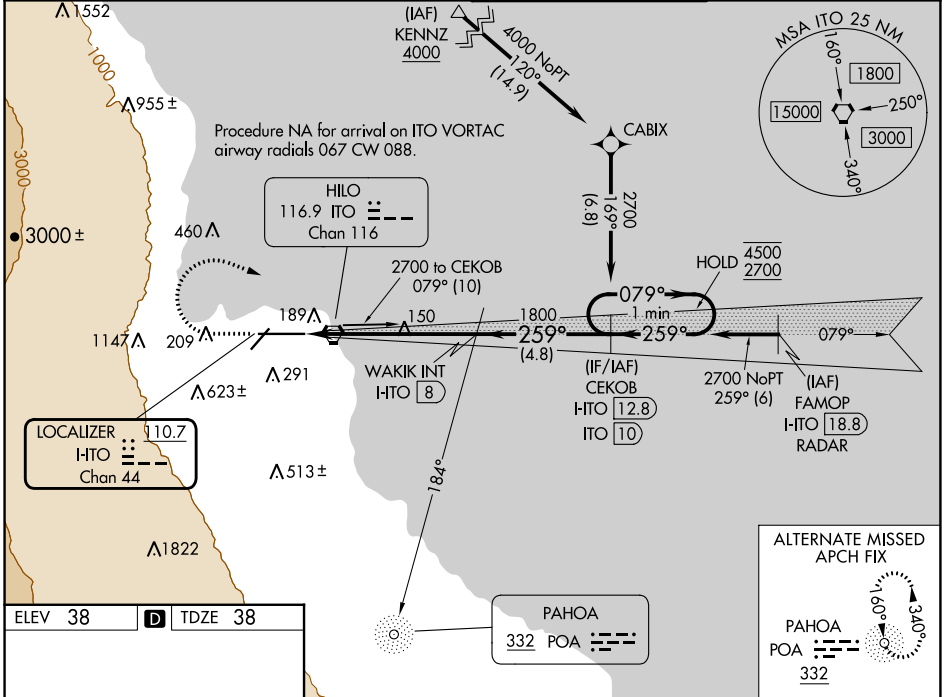 1552
1000
955 ±
3000
3000 ±
Procedure NA for arrival on ITO VORTAC
airway radials 067 CW 088.
(IAF)
KENNZ
4000
4000 NoPT
120°
(14.9)
CABIX
2700
169°
(6.8)
MSA ITO 25 NM
160°
1800
15000
250°
3000
340°
HILO
116.9 ITO
Chan 116
460
2700 to CEKOB
079° (10)
HOLD
4500
2700
079°
1 min
259°
189
150
1800
259°
(4.8)
079°
1147
209
WAKIK INT
I-ITO 8
(IF/IAF)
CEKOB
I-ITO 12.8
ITO 10
2700 NoPT
259° (6)
(IAF)
FAMOP
I-ITO 18.8
RADAR
291
623 ±
LOCALIZER 110.7
I-ITO
Chan 44
513 ±
184°
1822
ELEV 38
D
TDZE 38
PAHOA
332 POA
ALTERNATE MISSED
APCH FIX
160°
340°
PAHOA
POA
332